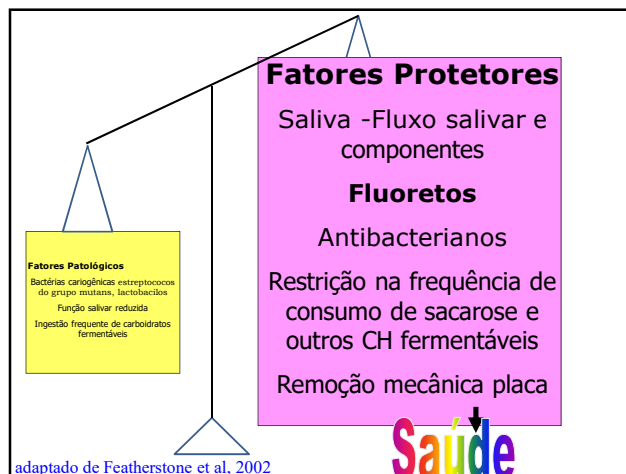 Fatores Protetores
Saliva -Fluxo salivar e
componentes
Fluoretos
Antibacterianos
Restrição na frequência de
consumo de sacarose e
outros CH fermentáveis
Remoção mecânica placa
Fatores Patológicos
Bactérias cariogênicas estreptococos
do grupo mutans, lactobacilos
Função salivar reduzida
Ingestão frequente de carboidratos
fermentáveis
Saúde
adaptado de Featherstone et al, 2002